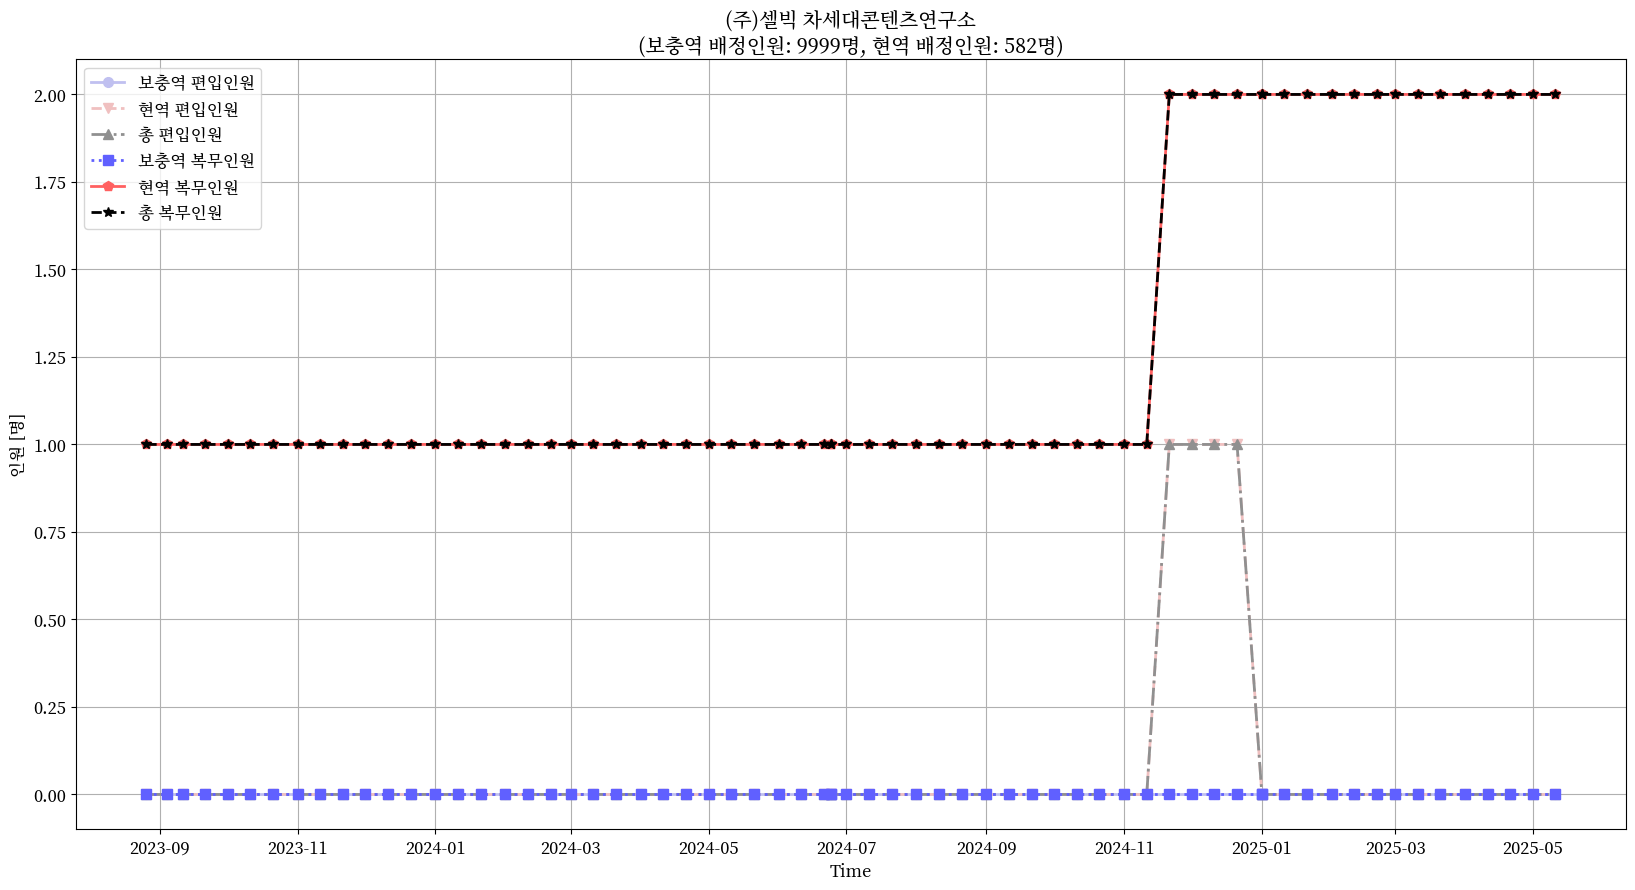 (주)셀빅 차세대콘텐츠연구소
(보충역 배정인원: 9999명, 현역 배정인원: 582명)
보충역 편입인원
현역 편입인원
총 편입인원
보충역 복무인원
현역 복무인원
총 복무인원
2.00
1.75
1.50
1.25
1.00
0.75
0.50
0.25
0.00
인원 [명]
2023-09 2023-11 2024-01 2024-03 2024-05 2024-07 2024-09 2024-11 2025-01 2025-03 2025-05
Time